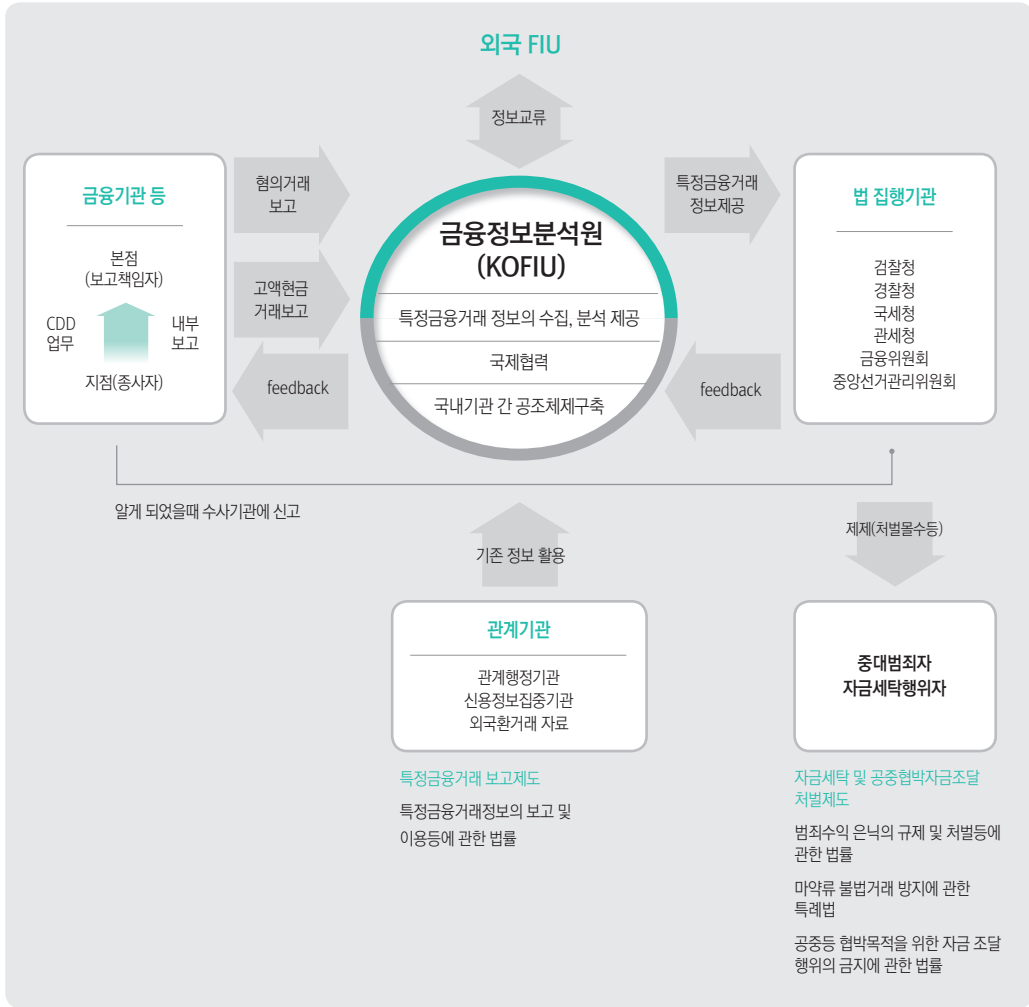 외국 FIU
정보교류
금융기관 등
본점
(보고책임자)
CDD
업무
내부
보고
지점(종사자)
혐의거래
보고
고액현금
거래보고
feedback
금융정보분석원
(KOFIU)
특정금융거래 정보의 수집, 분석 제공
국제협력
국내기관 간 공조체제구축
특정금융거래
정보제공
feedback
법 집행기관
검찰청
경찰청
국세청
관세청
금융위원회
중앙선거관리위원회
알게 되었을때 수사기관에 신고
기존 정보 활용
제제(처벌몰수등)
관계기관
관계행정기관
신용정보집중기관
외국환거래 자료
중대범죄자
자금세탁행위자
특정금융거래 보고제도
특정금융거래정보의 보고 및
이용등에 관한 법률
자금세탁 및 공중협박자금조달
처벌제도
범죄수익 은닉의 규제 및 처벌등에
관한 법률
마약류 불법거래 방지에 관한
특례법
공중등 협박목적을 위한 자금 조달
행위의 금지에 관한 법률